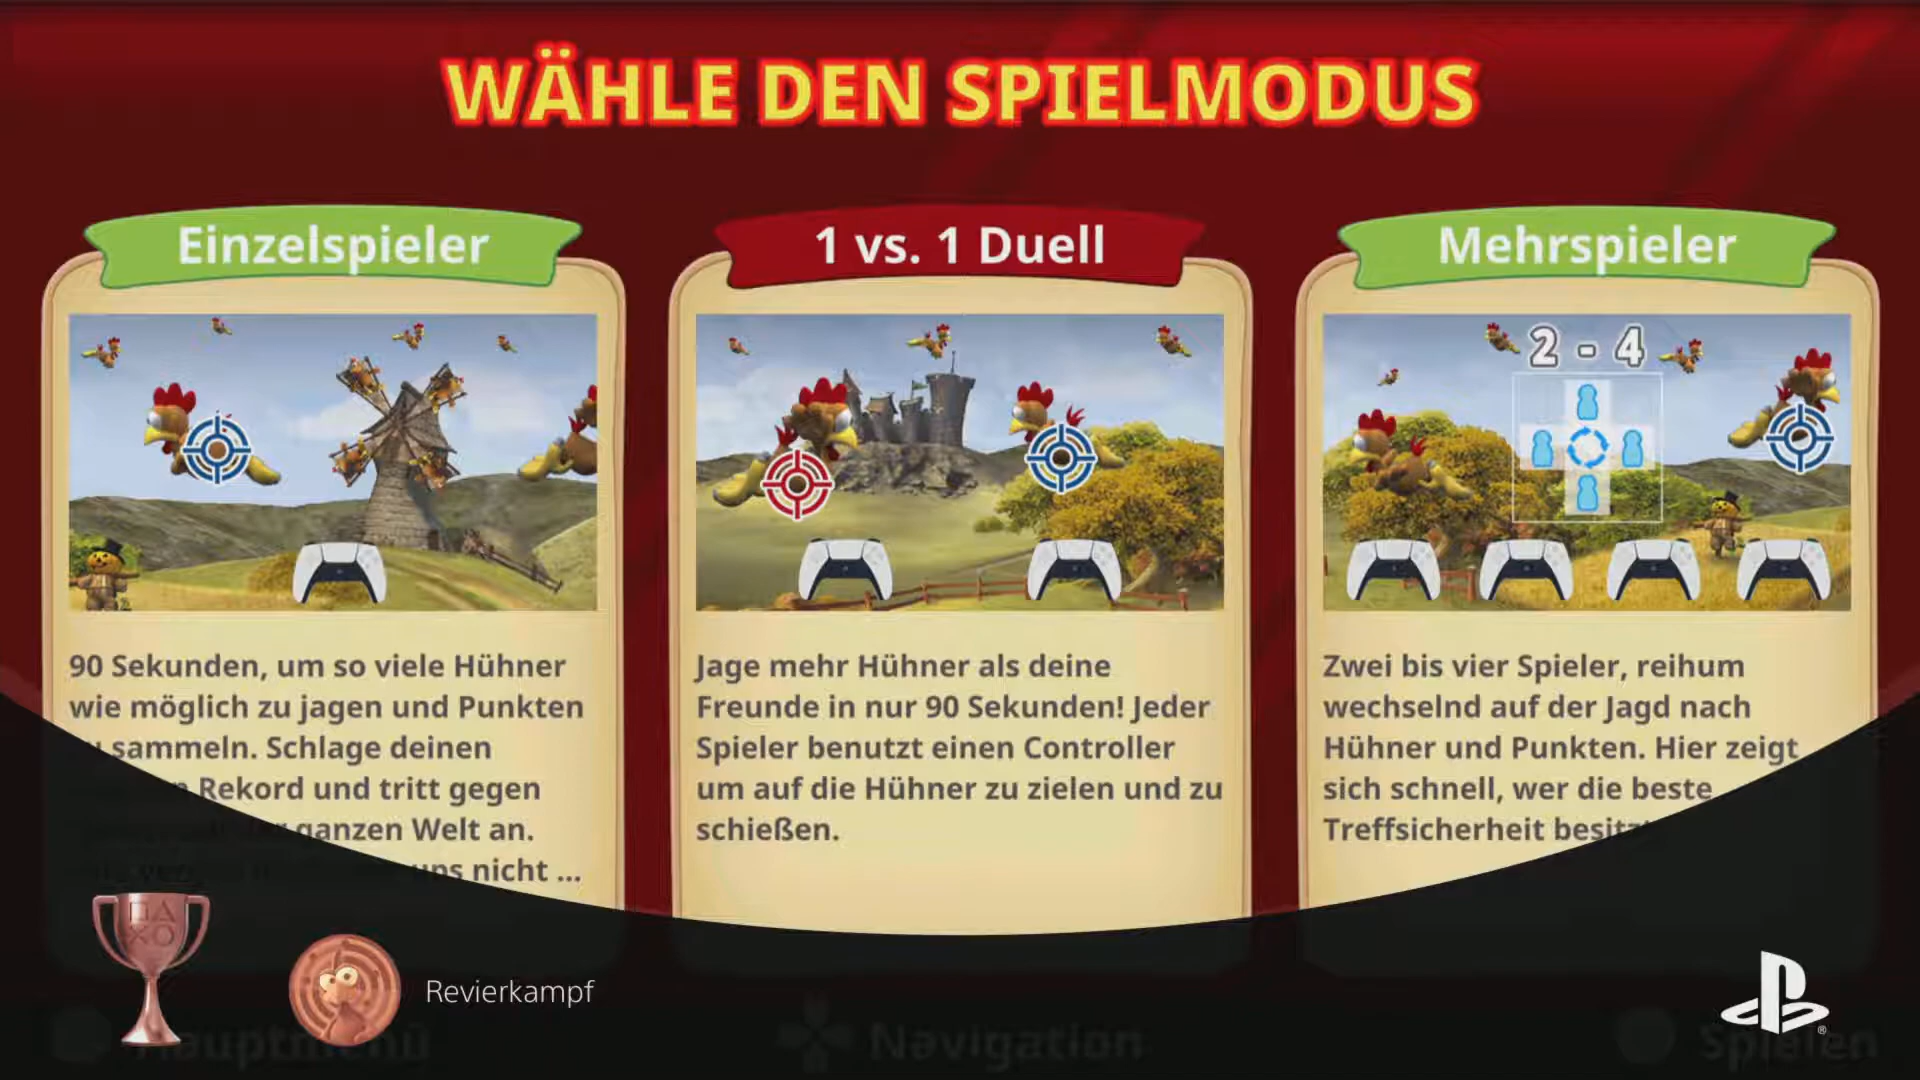 WÄHLE DEN SPIELMODUS
Einzelspieler
90 Sekunden, um so viele Hühner
wie möglich zu jagen und Punkten
sammeln. Schlage deinen
Rekord und tritt gegen
ganzen Welt an.
uns nicht ...
1 vs. 1 Duell
Jage mehr Hühner als deine
Freunde in nur 90 Sekunden! Jeder
Spieler benutzt einen Controller
um auf die Hühner zu zielen und zu
schießen.
Mehrspieler
2 - 4
Zwei bis vier Spieler, reihum
wechselnd auf der Jagd nach
Hühner und Punkten. Hier zeigt
sich schnell, wer die beste
Treffsicherheit besitzt
Revierkampf
Hauptmenü
Navigation
Spielen